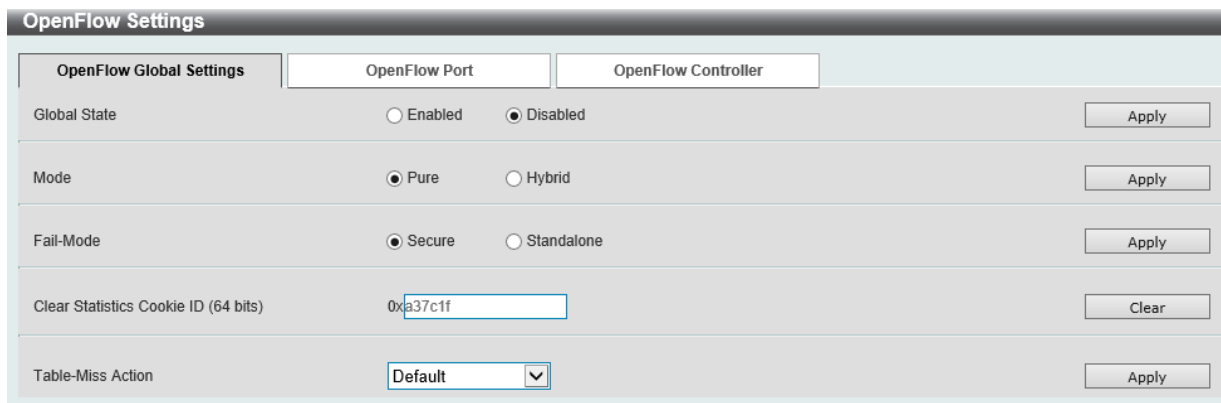 OpenFlow Settings
OpenFlow Global Settings OpenFlow Port OpenFlow Controller
Global State Enabled Disabled Apply
Mode Pure Hybrid Apply
Fail-Mode Secure Standalone Apply
Clear Statistics Cookie ID (64 bits) 0xa37c1f Clear
Table-Miss Action Default Apply